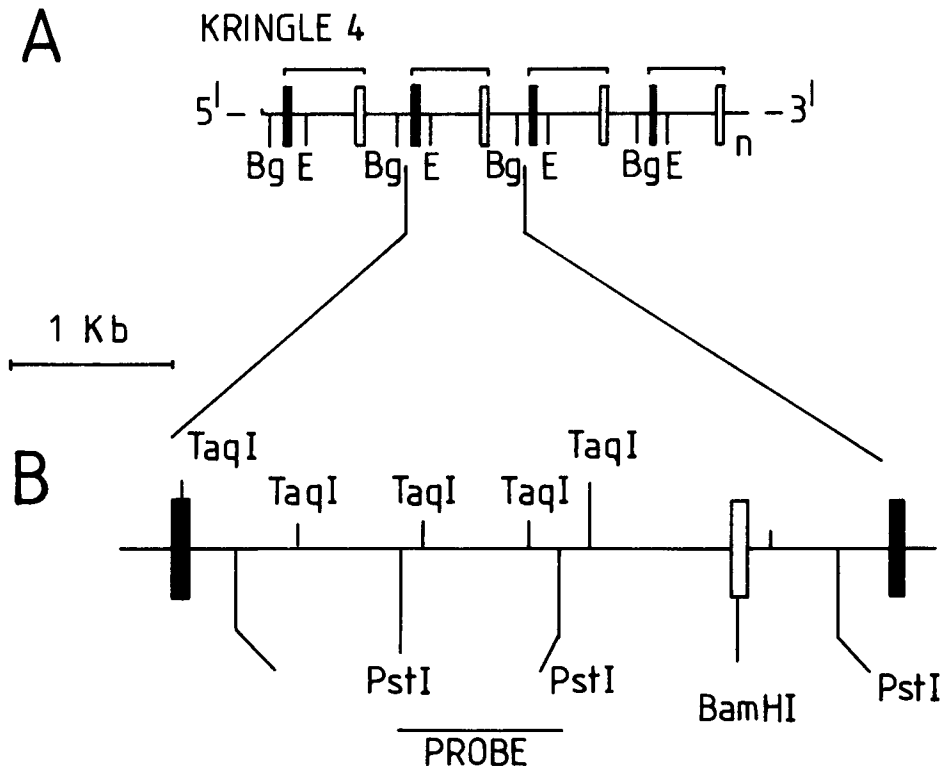 A
KRINGLE 4
5' – – 3'
Bg E Bg E Bg E Bg E n
1 Kb
B
TaqI TaqI TaqI TaqI TaqI
PstI PstI BamHI PstI
PROBE